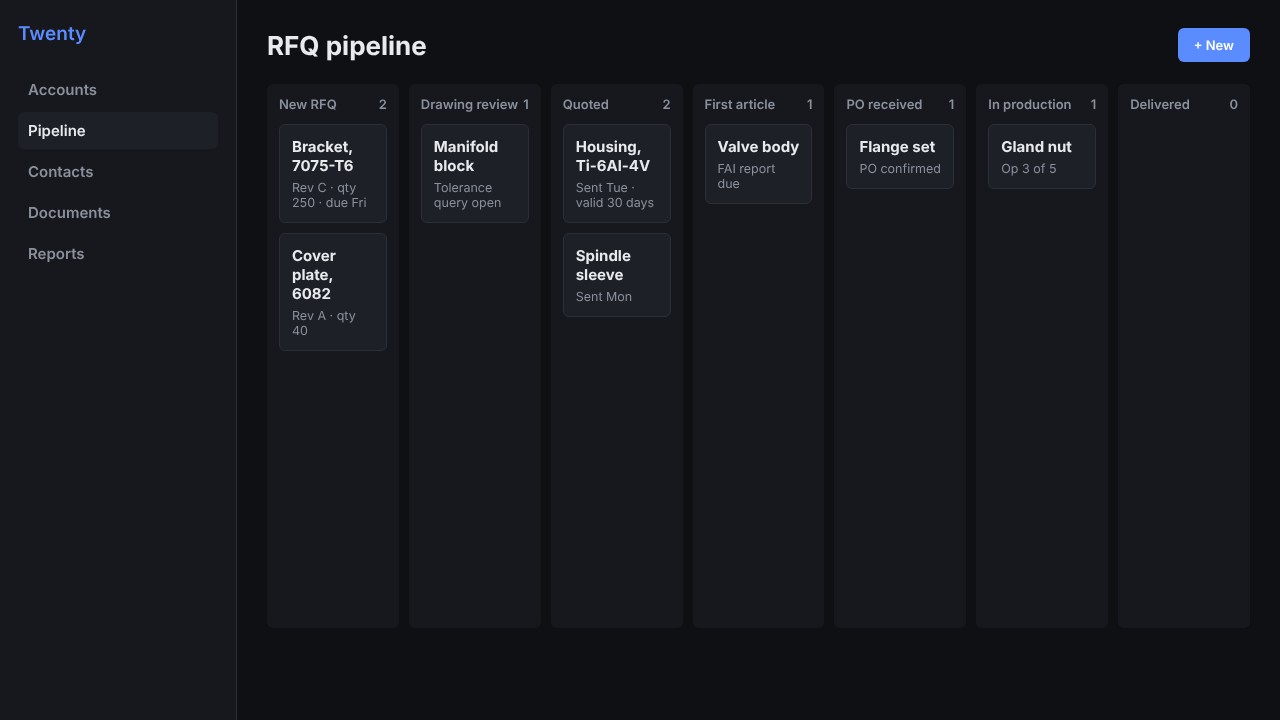 Twenty
Accounts
Pipeline
Contacts
Documents
Reports
RFQ pipeline
+ New
New RFQ 2
Bracket,
7075-T6
Rev C · qty
250 · due Fri
Cover
plate,
6082
Rev A · qty
40
Drawing review 1
Manifold
block
Tolerance
query open
Quoted 2
Housing,
Ti-6Al-4V
Sent Tue ·
valid 30 days
Spindle
sleeve
Sent Mon
First article 1
Valve body
FAI report
due
PO received 1
Flange set
PO confirmed
In production 1
Gland nut
Op 3 of 5
Delivered 0